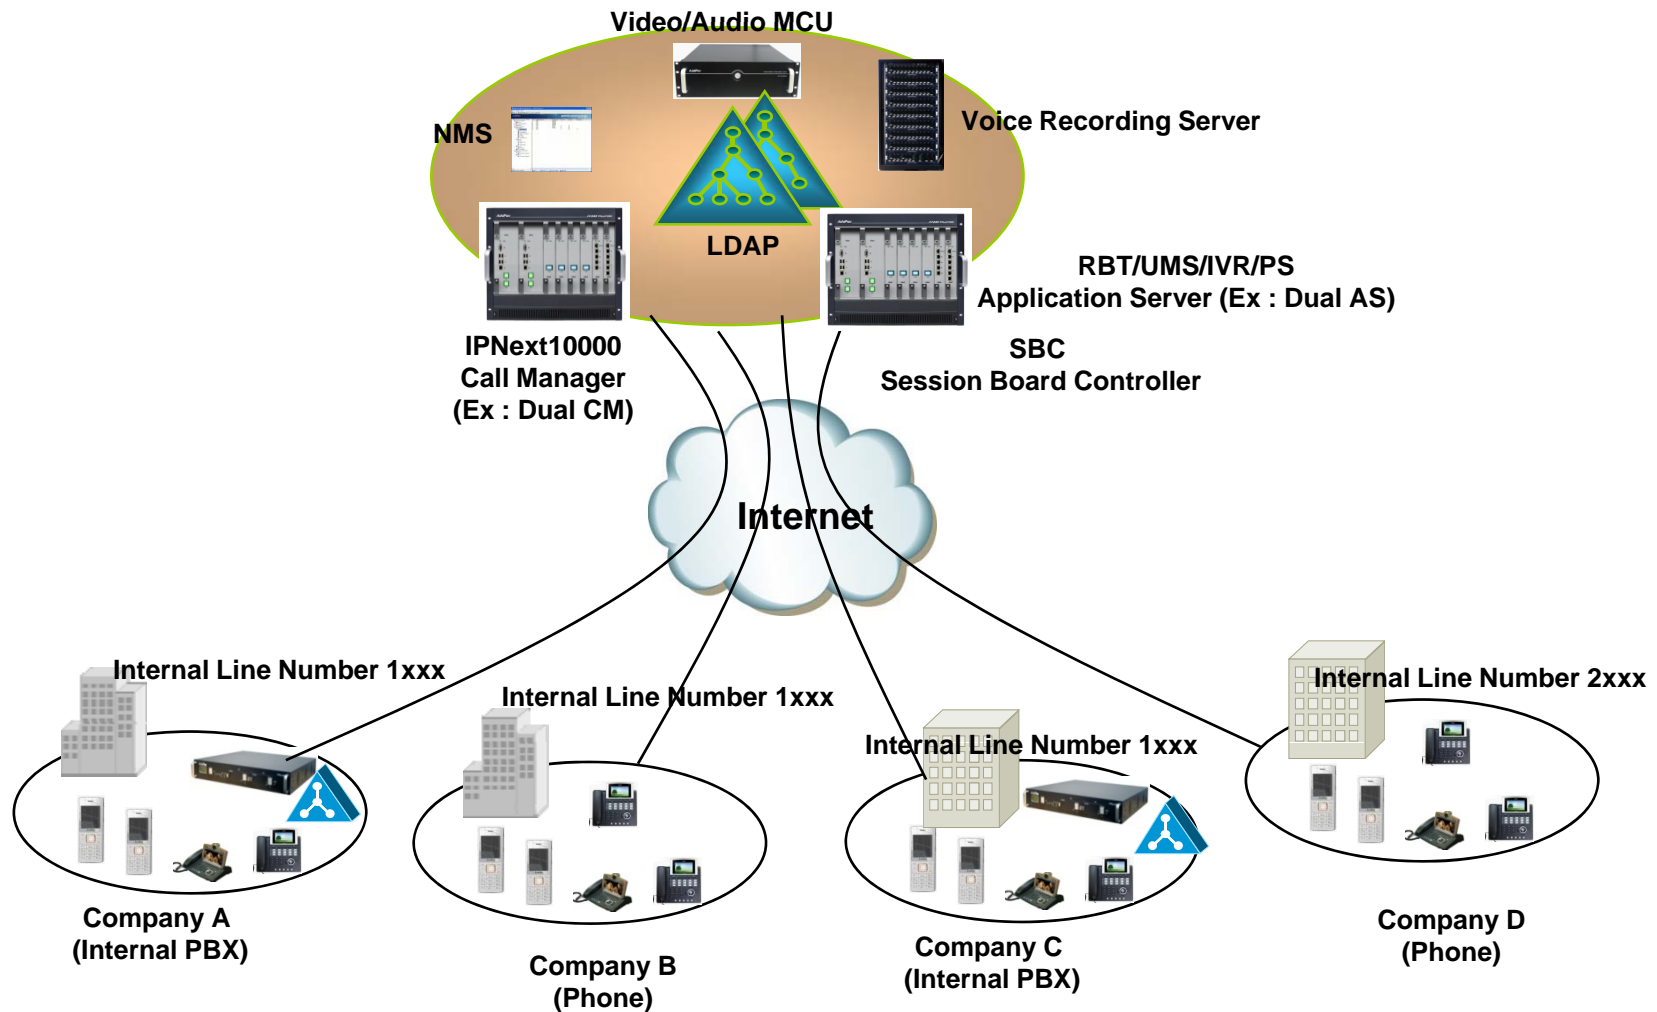 Video/Audio MCU
NMS
Voice Recording Server
LDAP
RBT/UMS/IVR/PS
Application Server (Ex : Dual AS)
IPNext10000
Call Manager
(Ex : Dual CM)
SBC
Session Board Controller
Internet
Internal Line Number 1xxx
Internal Line Number 1xxx
Internal Line Number 1xxx
Internal Line Number 2xxx
Company A
(Internal PBX)
Company B
(Phone)
Company C
(Internal PBX)
Company D
(Phone)